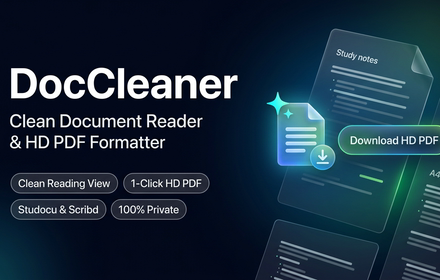 DocCleaner
Clean Document Reader
& HD PDF Formatter
Clean Reading View
1-Click HD PDF
Studocu & Scribd
100% Private
Study notes
Download HD PDF
A4